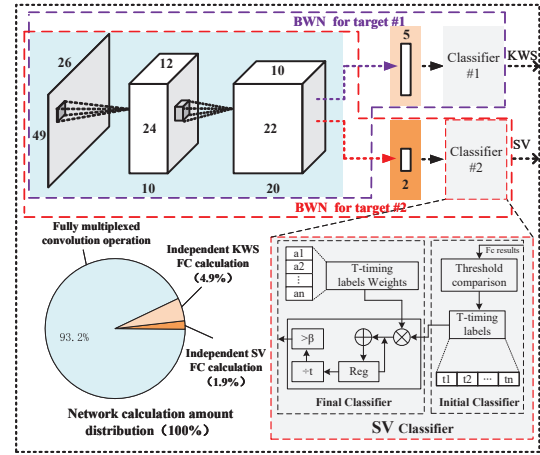 BWN for target #1
26
49
12
24
10
10
22
20
5
Classifier
#1
KWS
2
Classifier
#2
SV
BWN for target #2
Fully multiplexed
convolution operation
Independent KWS
FC calculation
(4.9%)
93.2%
Independent SV
FC calculation
(1.9%)
Network calculation amount
distribution（100%）
a1
a2
⋮
an
T-timing
labels Weights
Fc results
Threshold
comparison
T-timing
labels
>β
÷t
Reg
t1 t2 ··· tn
Final Classifier
Initial Classifier
SV Classifier